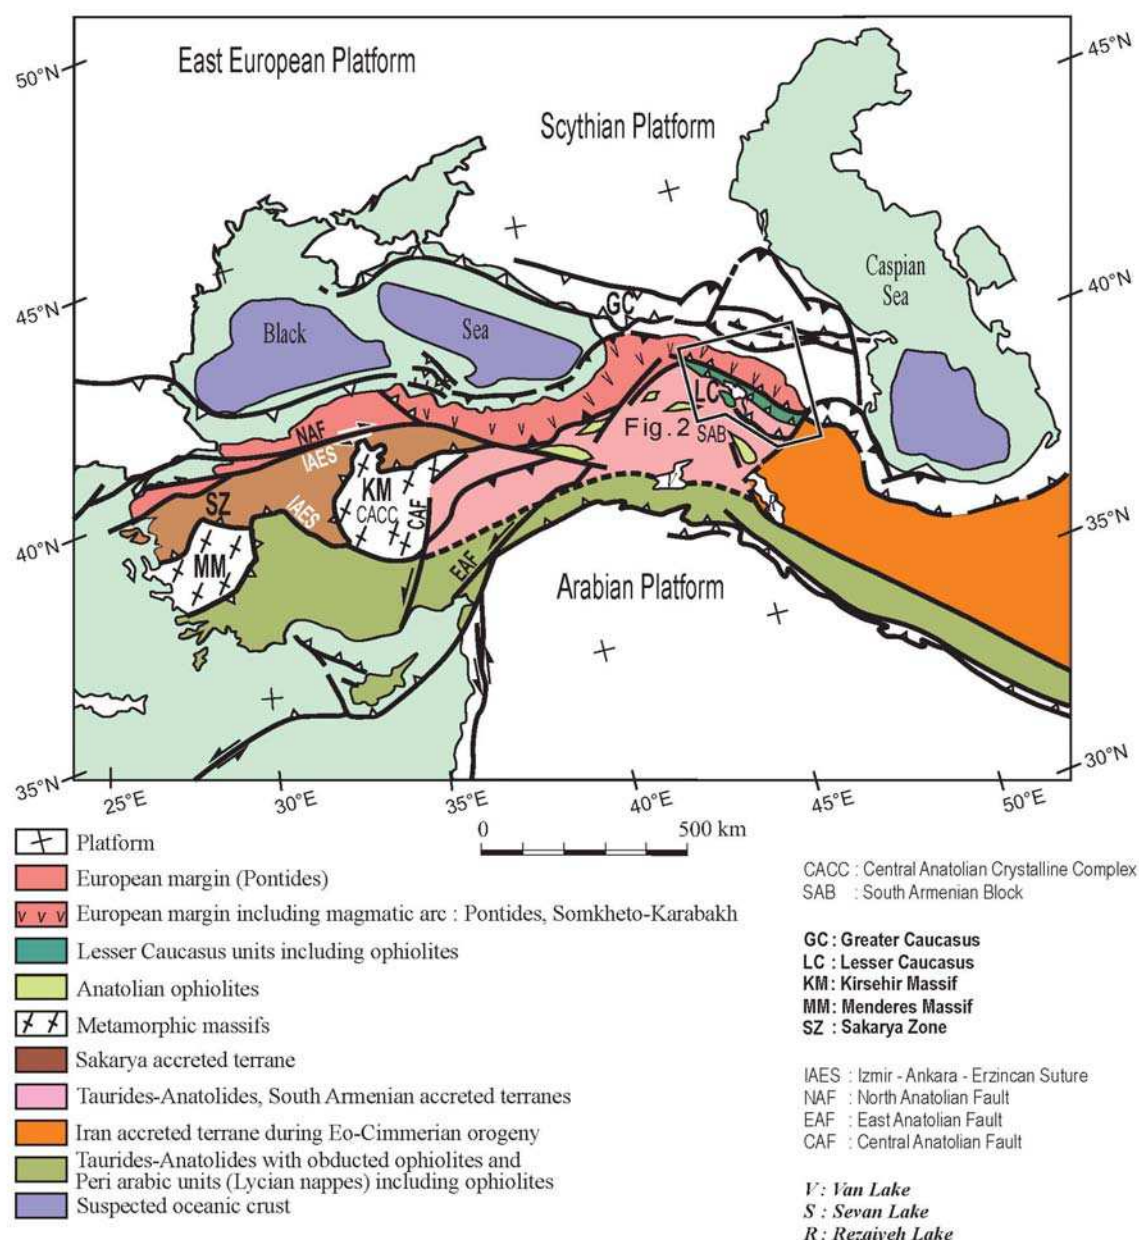 East European Platform
50°N
45°N
Scythian Platform
Caspian
Sea
40°N
45°N
GC
Black
Sea
LC
Fig.2
SAB
NAF
IAES
KM
CACC
CAF
SZ
IAES
40°N
35°N
MM
EAF
Arabian Platform
35°N
30°N
25°E
30°E
35°E
40°E
45°E
50°E
0
500 km
Platform
European margin (Pontides)
European margin including magmatic arc : Pontides, Somkheto-Karabakh
Lesser Caucasus units including ophiolites
Anatolian ophiolites
Metamorphic massifs
Sakarya accreted terrane
Taurides-Anatolides, South Armenian accreted terranes
Iran accreted terrane during Eo-Cimmerian orogeny
Taurides-Anatolides with obducted ophiolites and
Peri arabic units (Lycian nappes) including ophiolites
Suspected oceanic crust
CACC : Central Anatolian Crystalline Complex
SAB : South Armenian Block
GC : Greater Caucasus
LC : Lesser Caucasus
KM : Kirsehir Massif
MM : Menderes Massif
SZ : Sakarya Zone
IAES : Izmir - Ankara - Erzincan Suture
NAF : North Anatolian Fault
EAF : East Anatolian Fault
CAF : Central Anatolian Fault
V : Van Lake
S : Sevan Lake
R : Rezaiyeh Lake